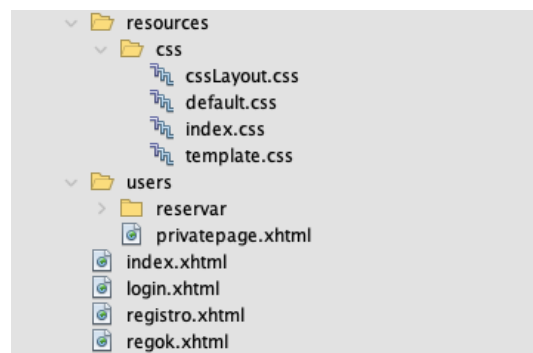 resources
css
cssLayout.css
default.css
index.css
template.css
users
reservar
privatepage.xhtml
index.xhtml
login.xhtml
registro.xhtml
regok.xhtml